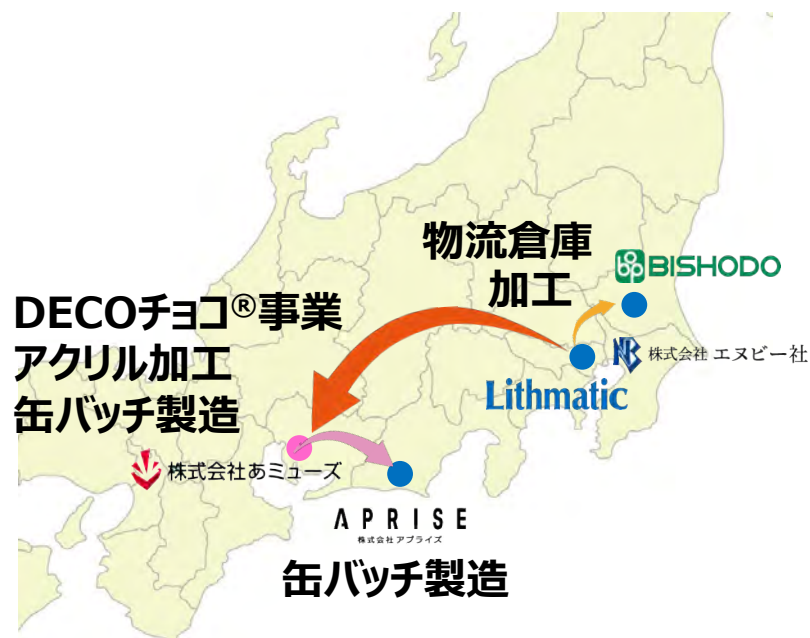 物流倉庫
加工
BISHODO
DECOチョコ®事業
アクリル加工
缶バッチ製造
株式会社 エヌビー社
Lithmatic
株式会社あミューズ
APRISE
株式会社アプライズ
缶バッチ製造